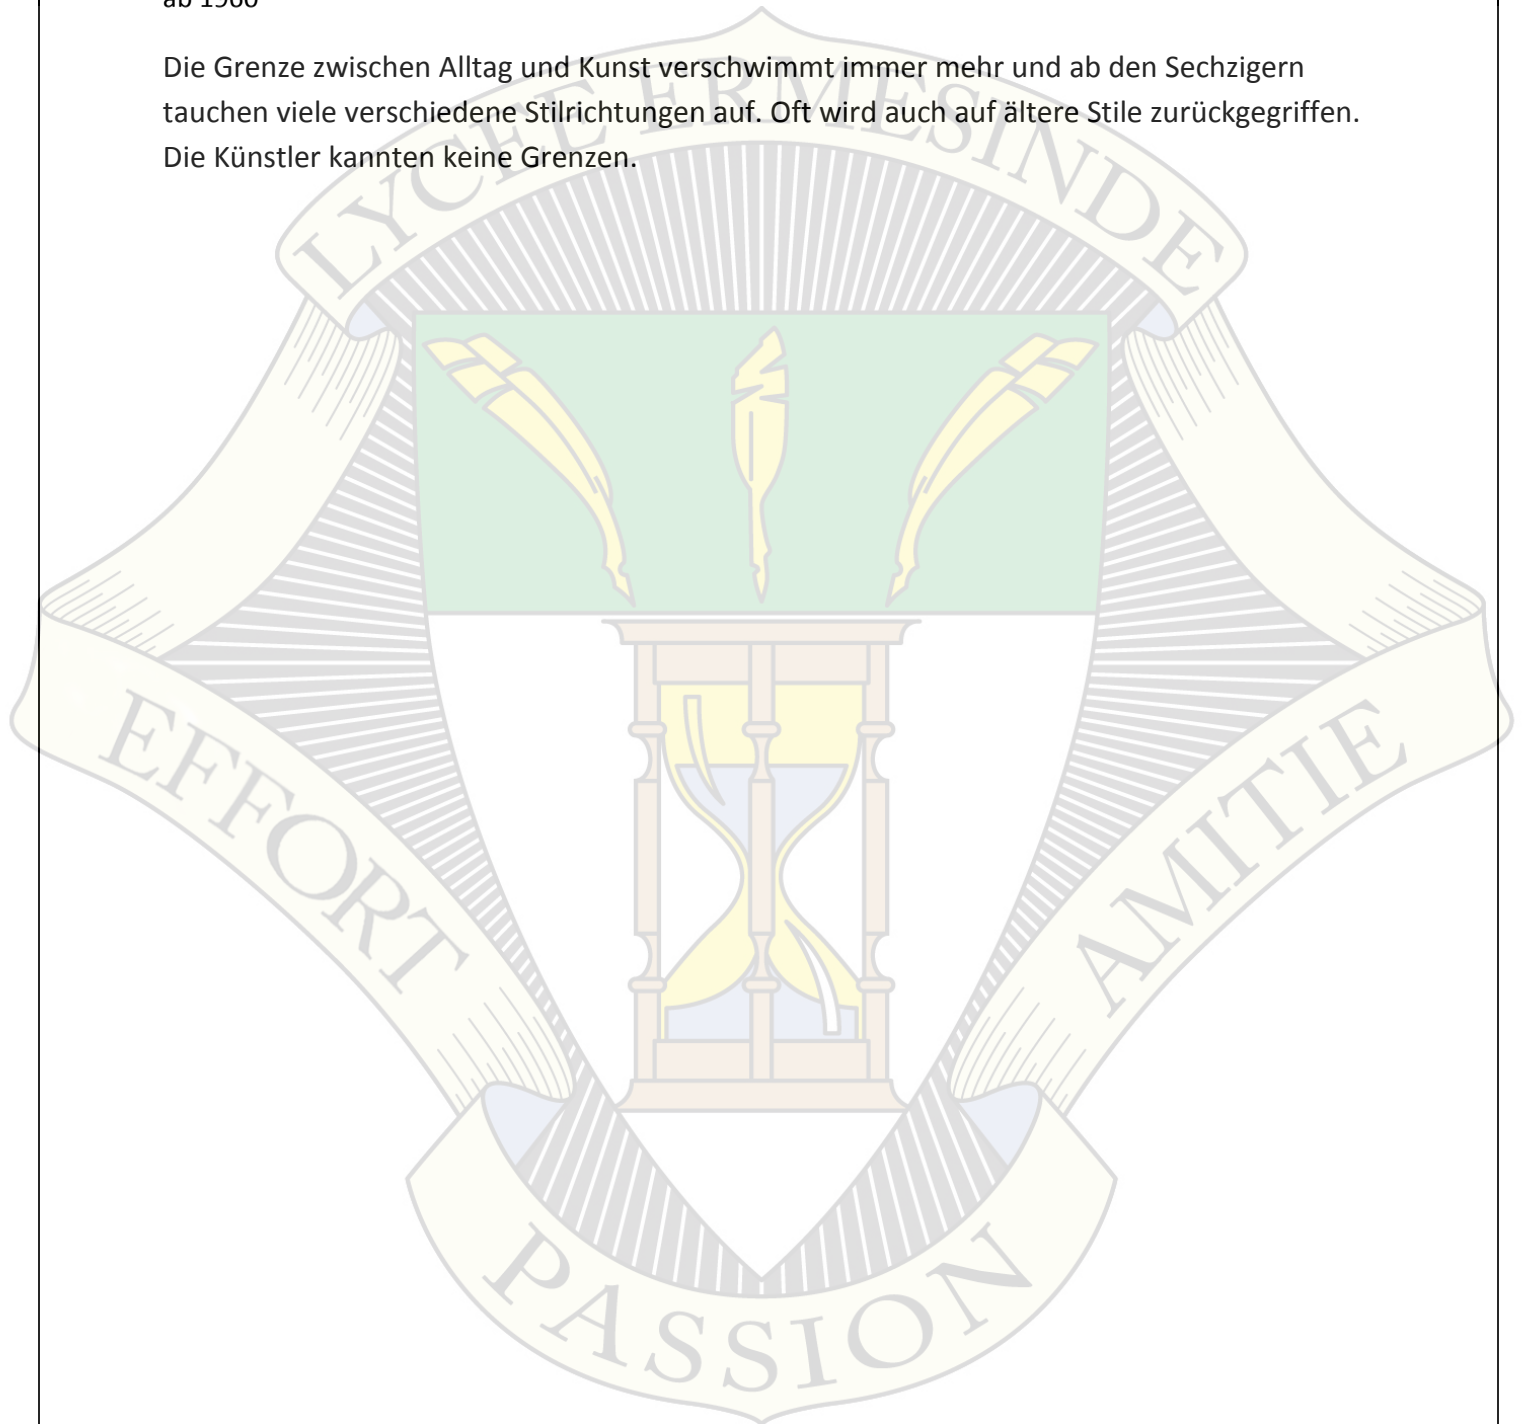 ab 1960
Die Grenze zwischen Alltag und Kunst verschwimmt immer mehr und ab den Sechzigern
tauchen viele verschiedene Stilrichtungen auf. Oft wird auch auf ältere Stile zurückgegriffen.
Die Künstler kannten keine Grenzen.
LYCEE ERMESINDE
EFFORT
AMITIE
PASSION